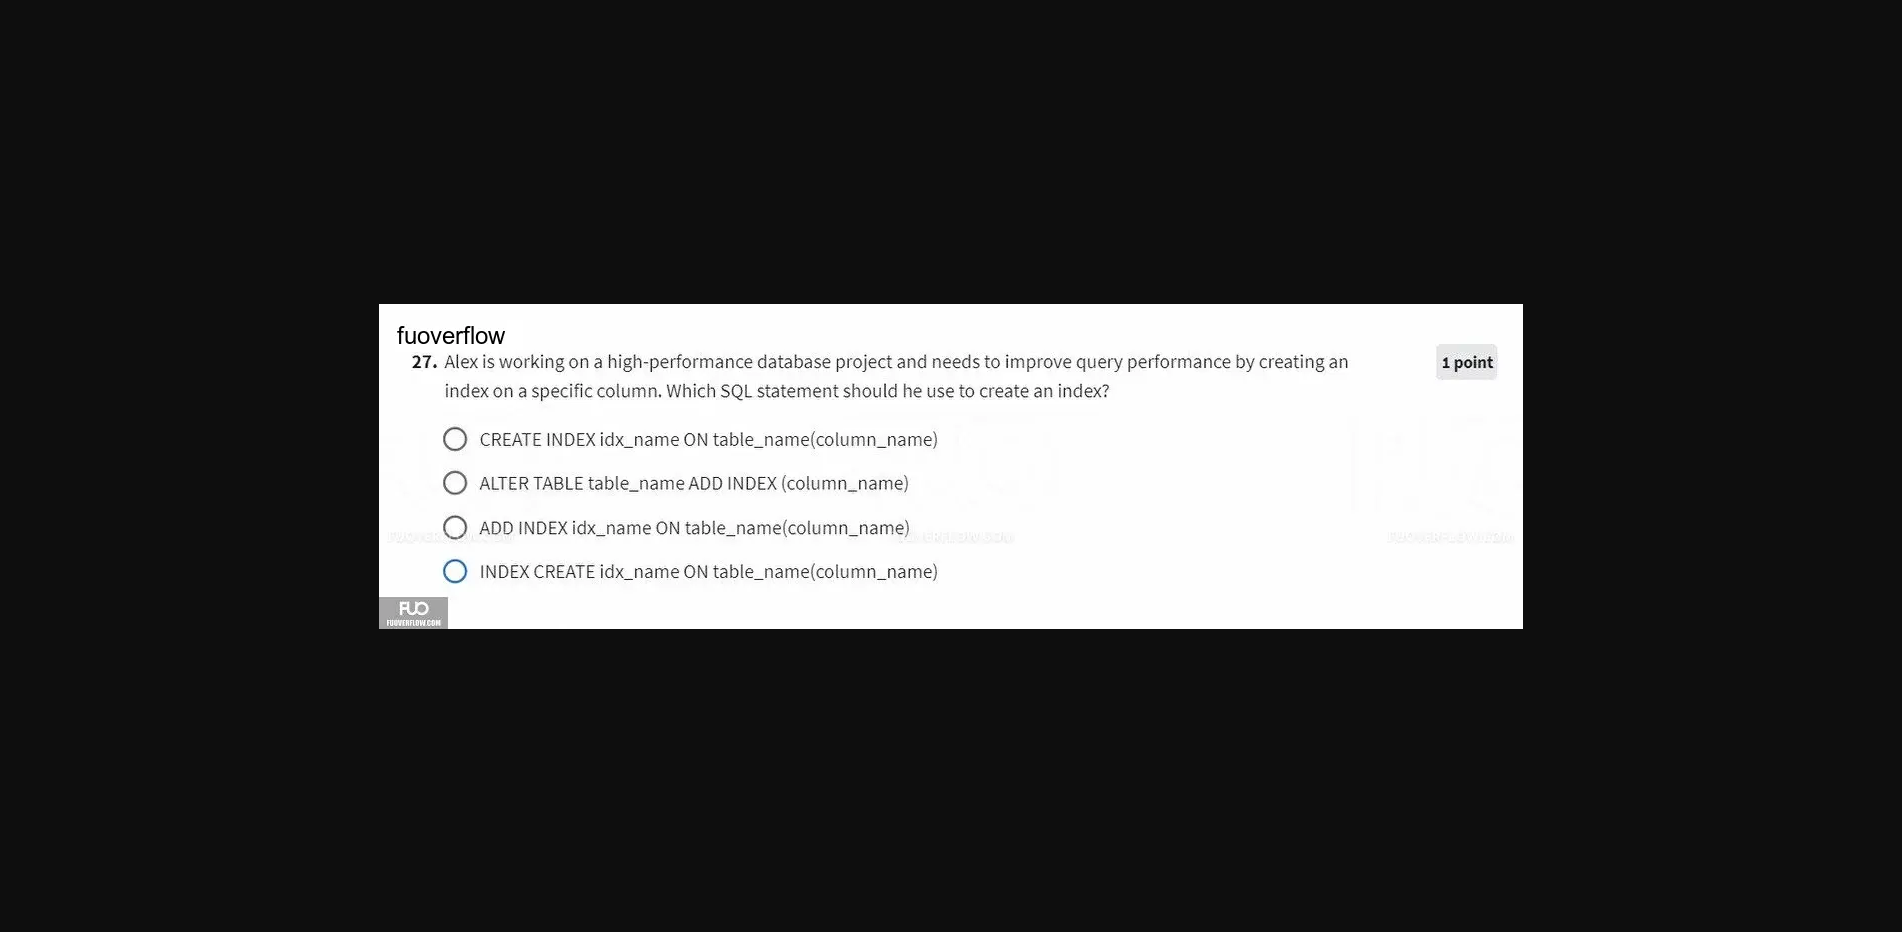 fuoverflow
27. Alex is working on a high-performance database project and needs to improve query performance by creating an
1 point
index on a specific column. Which SQL statement should he use to create an index?
CREATE INDEX idx_name ON table_name(column_name)
ALTER TABLE table_name ADD INDEX (column_name)
ADD INDEX idx_name ON table_name(column_name)
INDEX CREATE idx_name ON table_name(column_name)
FUO
FUOVERFLOW.COM